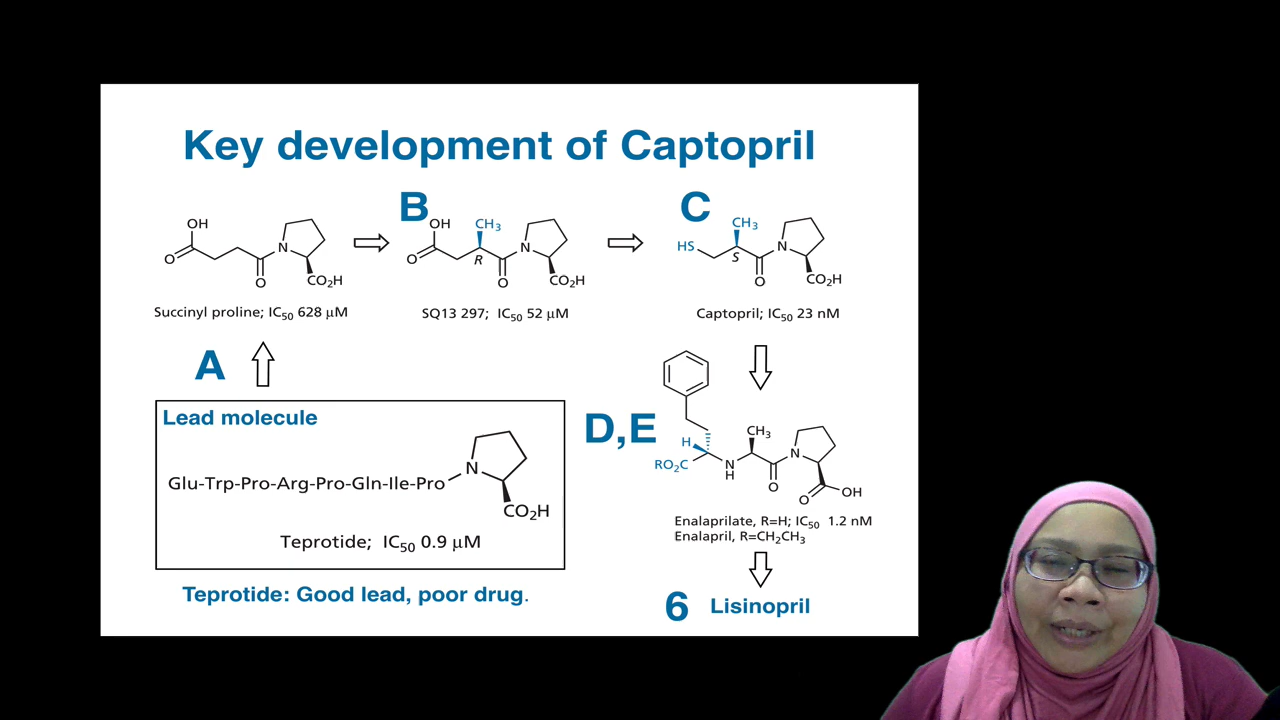 Key development of Captopril
OH
O
N
O
CO₂H
Succinyl proline; IC₅₀ 628 µM
B
OH
CH₃
O
R
N
O
CO₂H
SQ13 297; IC₅₀ 52 µM
C
CH₃
HS
S
N
O
CO₂H
Captopril; IC₅₀ 23 nM
A
Lead molecule
Glu-Trp-Pro-Arg-Pro-Gln-Ile-Pro
N
CO₂H
Teprotide; IC₅₀ 0.9 µM
Teprotide: Good lead, poor drug.
D,E
H
CH₃
RO₂C
N
H
O
N
O
OH
Enalaprilate, R=H; IC₅₀ 1.2 nM
Enalapril, R=CH₂CH₃
6 Lisinopril